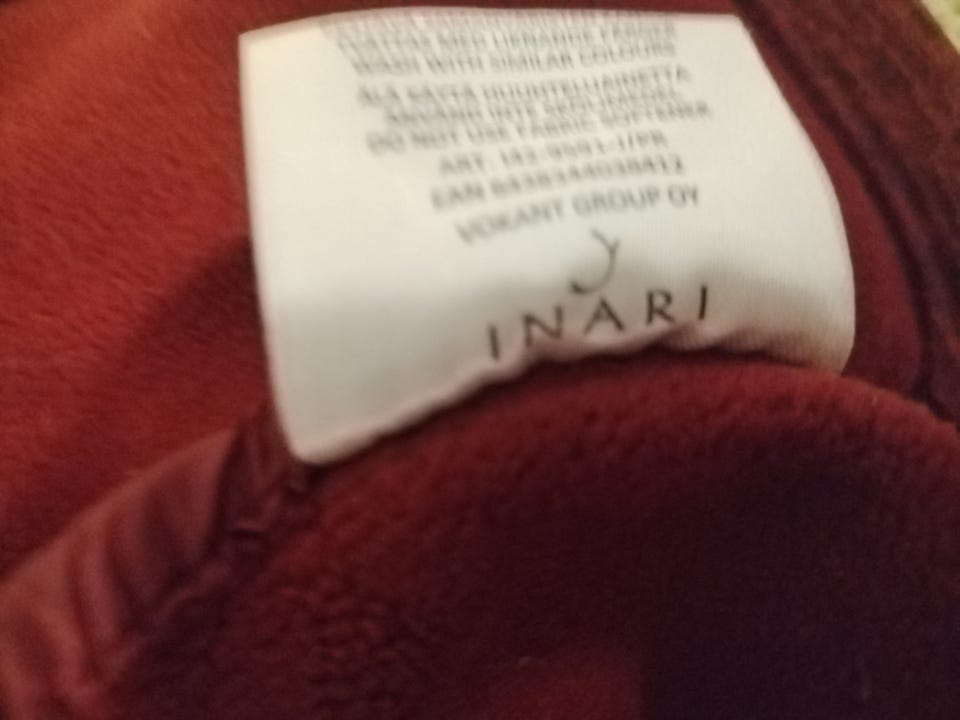 TVÄTTAS MED LIKNANDE FÄRGER
WASH WITH SIMILAR COLOURS
ÄLÄ KÄYTÄ HUUHTELUAINETTA
ANVÄND INTE SKÖLJMEDEL
DO NOT USE FABRIC SOFTENER
ART.
EAN
VOKANT GROUP OY
INARI